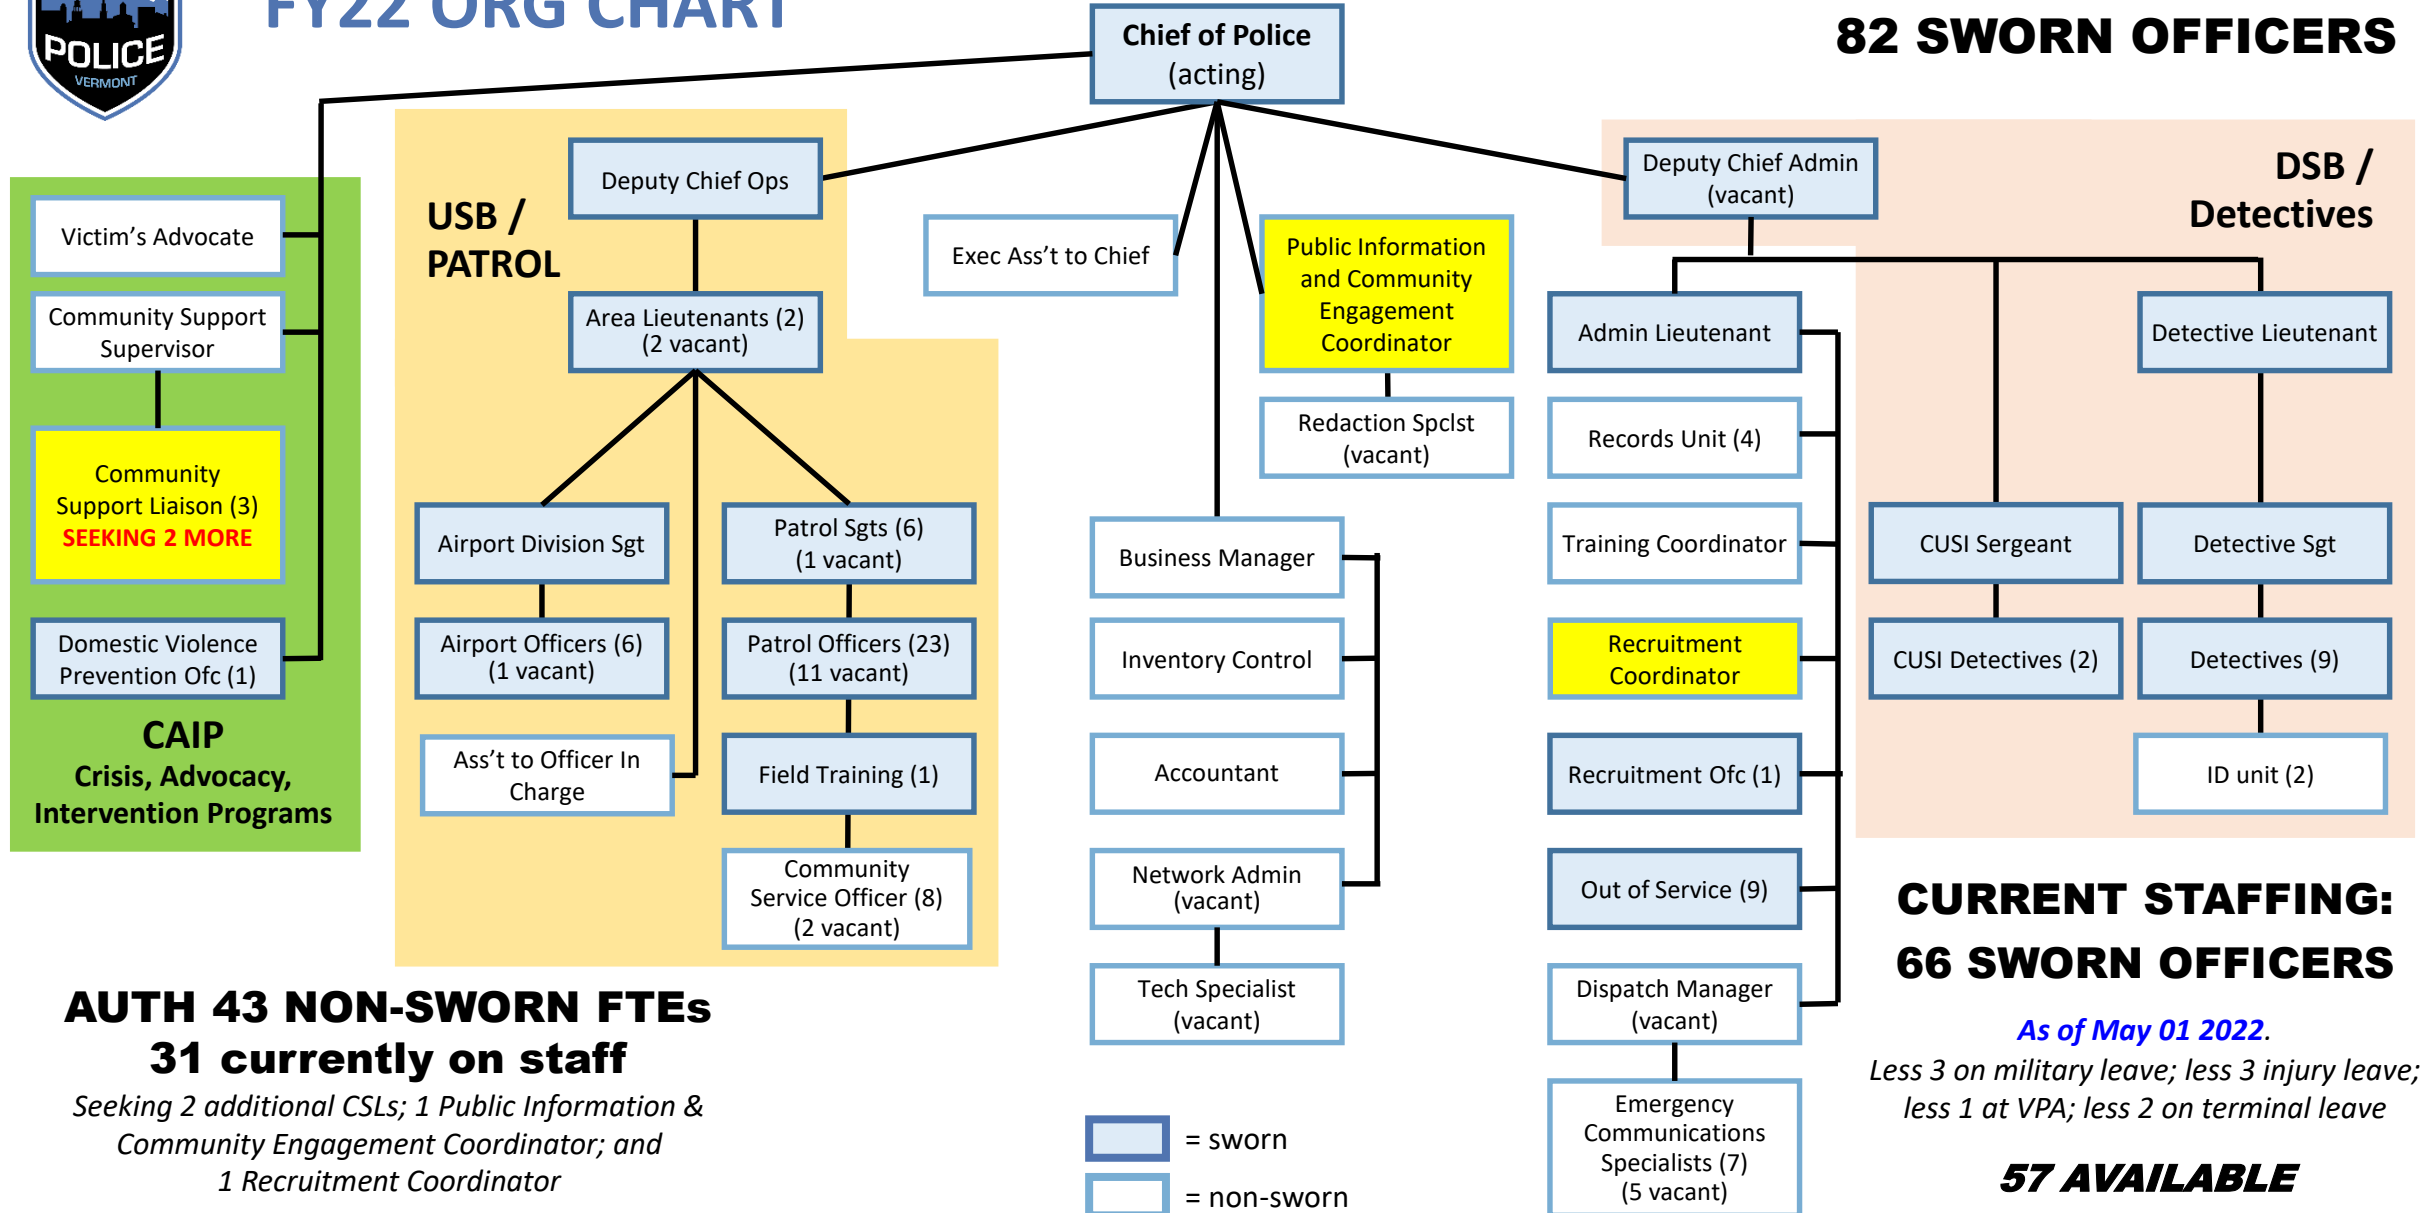 FY22 ORG CHART
POLICE
VERMONT
Chief of Police
(acting)
82 SWORN OFFICERS
Victim's Advocate
Community Support
Supervisor
Community
Support Liaison (3)
SEEKING 2 MORE
Domestic Violence
Prevention Ofc (1)
CAIP
Crisis, Advocacy,
Intervention Programs
USB /
PATROL
Deputy Chief Ops
Area Lieutenants (2)
(2 vacant)
Airport Division Sgt
Patrol Sgts (6)
(1 vacant)
Airport Officers (6)
(1 vacant)
Patrol Officers (23)
(11 vacant)
Ass't to Officer In
Charge
Field Training (1)
Community
Service Officer (8)
(2 vacant)
Exec Ass't to Chief
Public Information
and Community
Engagement
Coordinator
Redaction Spclst
(vacant)
Business Manager
Inventory Control
Accountant
Network Admin
(vacant)
Tech Specialist
(vacant)
Deputy Chief Admin
(vacant)
DSB /
Detectives
Admin Lieutenant
Records Unit (4)
Training Coordinator
Recruitment
Coordinator
Recruitment Ofc (1)
Out of Service (9)
Dispatch Manager
(vacant)
Emergency
Communications
Specialists (7)
(5 vacant)
CUSI Sergeant
CUSI Detectives (2)
Detective Lieutenant
Detective Sgt
Detectives (9)
ID unit (2)
AUTH 43 NON-SWORN FTEs
31 currently on staff
Seeking 2 additional CSLs; 1 Public Information &
Community Engagement Coordinator; and
1 Recruitment Coordinator
= sworn
= non-sworn
CURRENT STAFFING:
66 SWORN OFFICERS
As of May 01 2022.
Less 3 on military leave; less 3 injury leave;
less 1 at VPA; less 2 on terminal leave
57 AVAILABLE